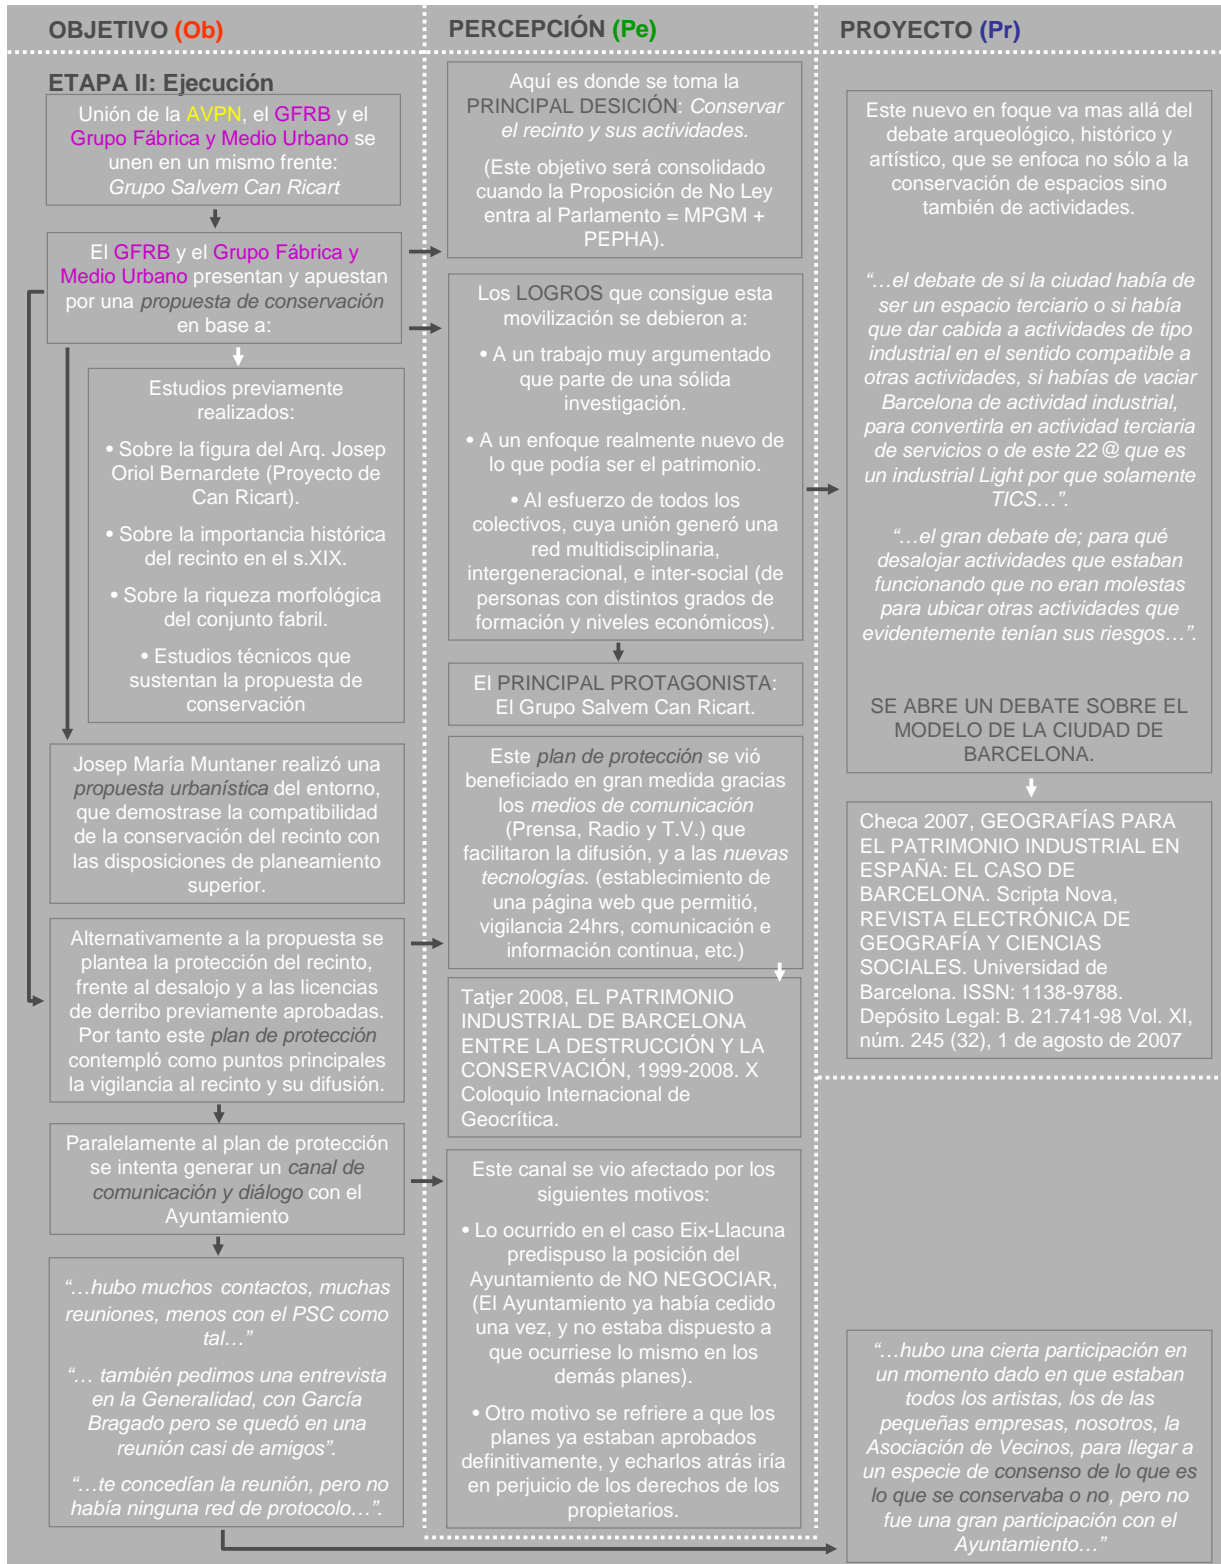 OBJETIVO (Ob)
ETAPA II: Ejecución
Unión de la AVPN, el GFRB y el
Grupo Fábrica y Medio Urbano se
unen en un mismo frente:
Grupo Salvem Can Ricart
El GFRB y el Grupo Fábrica y
Medio Urbano presentan y apuestan
por una propuesta de conservación
en base a:
Estudios previamente
realizados:
• Sobre la figura del Arq. Josep
Oriol Bernardete (Proyecto de
Can Ricart).
• Sobre la importancia histórica
del recinto en el s.XIX.
• Sobre la riqueza morfológica
del conjunto fabril.
• Estudios técnicos que
sustentan la propuesta de
conservación
Josep María Muntaner realizó una
propuesta urbanística del entorno,
que demostrase la compatibilidad
de la conservación del recinto con
las disposiciones de planeamiento
superior.
Alternativamente a la propuesta se
plantea la protección del recinto,
frente al desalojo y a las licencias
de derribo previamente aprobadas.
Por tanto este plan de protección
contempló como puntos principales
la vigilancia al recinto y su difusión.
Paralelamente al plan de protección
se intenta generar un canal de
comunicación y diálogo con el
Ayuntamiento
“…hubo muchos contactos, muchas
reuniones, menos con el PSC como
tal…”
“… también pedimos una entrevista
en la Generalidad, con García
Bragado pero se quedó en una
reunión casi de amigos”.
“…te concedían la reunión, pero no
había ninguna red de protocolo…”.
PERCEPCIÓN (Pe)
Aquí es donde se toma la
PRINCIPAL DESICIÓN: Conservar
el recinto y sus actividades.
(Este objetivo será consolidado
cuando la Proposición de No Ley
entra al Parlamento = MPGM +
PEPHA).
Los LOGROS que consigue esta
movilización se debieron a:
• A un trabajo muy argumentado
que parte de una sólida
investigación.
• A un enfoque realmente nuevo de
lo que podía ser el patrimonio.
• Al esfuerzo de todos los
colectivos, cuya unión generó una
red multidisciplinaria,
intergeneracional, e inter-social (de
personas con distintos grados de
formación y niveles económicos).
El PRINCIPAL PROTAGONISTA:
El Grupo Salvem Can Ricart.
Este plan de protección se vió
beneficiado en gran medida gracias
los medios de comunicación
(Prensa, Radio y T.V.) que
facilitaron la difusión, y a las nuevas
tecnologías. (establecimiento de
una página web que permitió,
vigilancia 24hrs, comunicación e
información continua, etc.)
Tatjer 2008, EL PATRIMONIO
INDUSTRIAL DE BARCELONA
ENTRE LA DESTRUCCIÓN Y LA
CONSERVACIÓN, 1999-2008. X
Coloquio Internacional de
Geocrítica.
Este canal se vio afectado por los
siguientes motivos:
• Lo ocurrido en el caso Eix-Llacuna
predispuso la posición del
Ayuntamiento de NO NEGOCIAR,
(El Ayuntamiento ya había cedido
una vez, y no estaba dispuesto a
que ocurriese lo mismo en los
demás planes).
• Otro motivo se refriere a que los
planes ya estaban aprobados
definitivamente, y echarlos atrás iría
en perjuicio de los derechos de los
propietarios.
PROYECTO (Pr)
Este nuevo en foque va mas allá del
debate arqueológico, histórico y
artístico, que se enfoca no sólo a la
conservación de espacios sino
también de actividades.
“…el debate de si la ciudad había de
ser un espacio terciario o si había
que dar cabida a actividades de tipo
industrial en el sentido compatible a
otras actividades, si habías de vaciar
Barcelona de actividad industrial,
para convertirla en actividad terciaria
de servicios o de este 22@ que es
un industrial Light por que solamente
TICS…”.
“…el gran debate de; para qué
desalojar actividades que estaban
funcionando que no eran molestas
para ubicar otras actividades que
evidentemente tenían sus riesgos…”.
SE ABRE UN DEBATE SOBRE EL
MODELO DE LA CIUDAD DE
BARCELONA.
Checa 2007, GEOGRAFÍAS PARA
EL PATRIMONIO INDUSTRIAL EN
ESPAÑA: EL CASO DE
BARCELONA. Scripta Nova,
REVISTA ELECTRÓNICA DE
GEOGRAFÍA Y CIENCIAS
SOCIALES. Universidad de
Barcelona. ISSN: 1138-9788.
Depósito Legal: B. 21.741-98 Vol. XI,
núm. 245 (32), 1 de agosto de 2007
“…hubo una cierta participación en
un momento dado en que estaban
todos los artistas, los de las
pequeñas empresas, nosotros, la
Asociación de Vecinos, para llegar a
un especie de consenso de lo que es
lo que se conservaba o no, pero no
fue una gran participación con el
Ayuntamiento…”